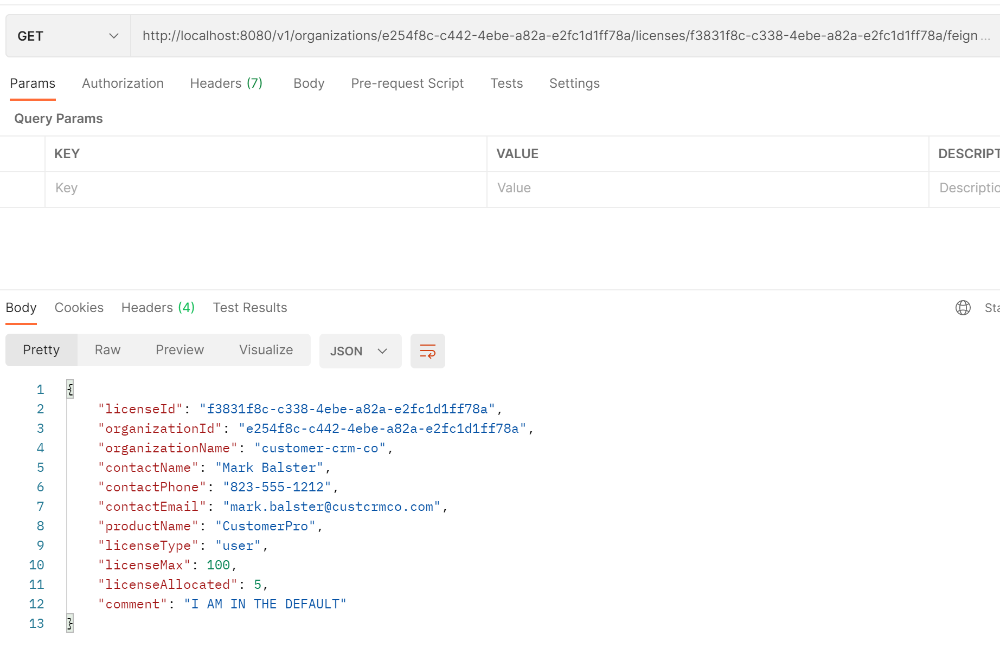 GET http://localhost:8080/v1/organizations/e254f8c-c442-4ebe-a82a-e2fc1d1ff78a/licenses/f3831f8c-c338-4ebe-a82a-e2fc1d1ff78a/feign ...
Params Authorization Headers (7) Body Pre-request Script Tests Settings
Query Params
KEY VALUE DESCRIPT
Key Value Descriptio
Body Cookies Headers (4) Test Results Sta
Pretty Raw Preview Visualize JSON
1 {
2 "licenseId": "f3831f8c-c338-4ebe-a82a-e2fc1d1ff78a",
3 "organizationId": "e254f8c-c442-4ebe-a82a-e2fc1d1ff78a",
4 "organizationName": "customer-crm-co",
5 "contactName": "Mark Balster",
6 "contactPhone": "823-555-1212",
7 "contactEmail": "mark.balster@custcrmco.com",
8 "productName": "CustomerPro",
9 "licenseType": "user",
10 "licenseMax": 100,
11 "licenseAllocated": 5,
12 "comment": "I AM IN THE DEFAULT"
13 }